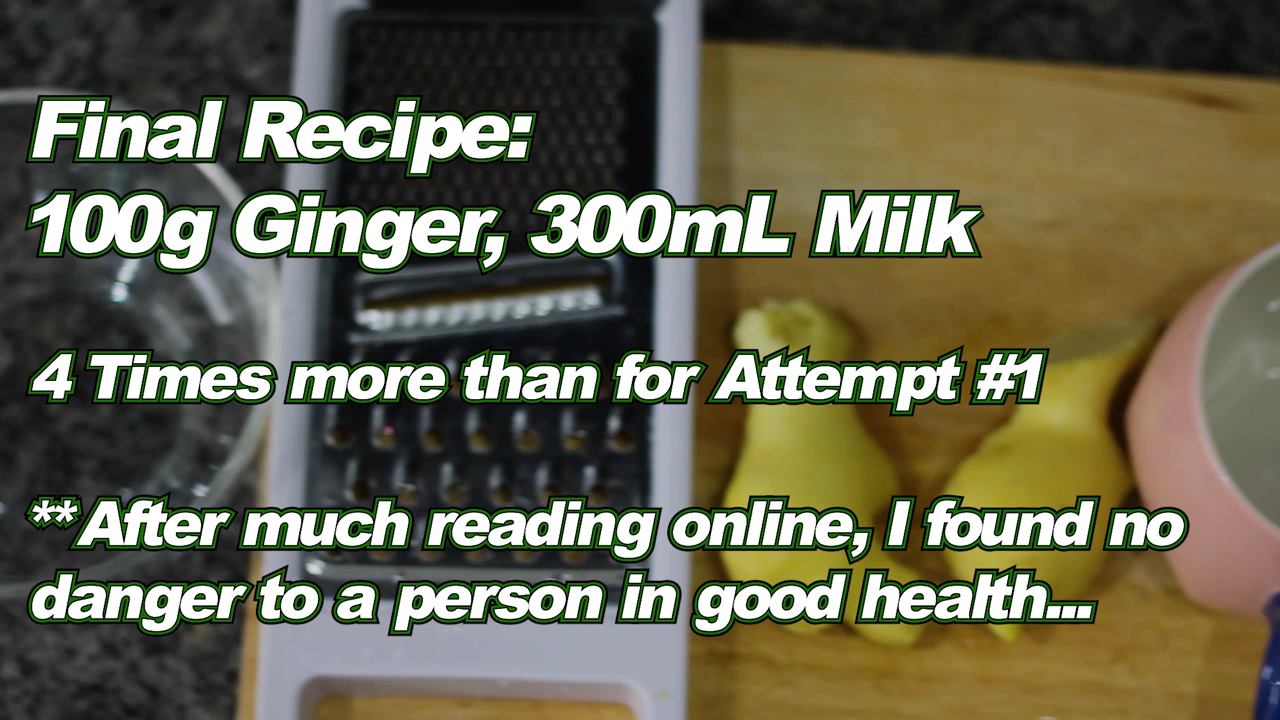 Final Recipe:
100g Ginger, 300mL Milk
4 Times more than for Attempt #1
**After much reading online, I found no
danger to a person in good health...